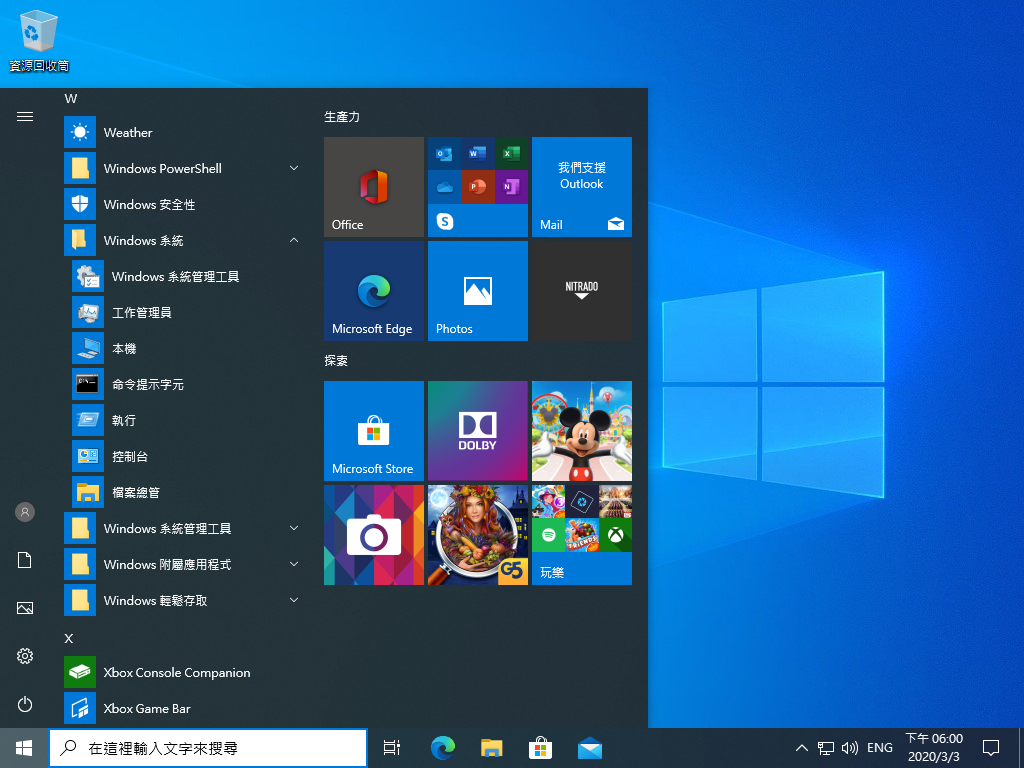 資源回收筒
W
Weather
Windows PowerShell
Windows 安全性
Windows 系統
Windows 系統管理工具
工作管理員
本機
命令提示字元
執行
控制台
檔案總管
Windows 系統管理工具
Windows 附屬應用程式
Windows 輕鬆存取
X
Xbox Console Companion
Xbox Game Bar
生產力
Office
我們支援
Outlook
Mail
Microsoft Edge
Photos
NITRADO
探索
Microsoft Store
DOLBY
G5
FRIENDS
玩樂
在這裡輸入文字來搜尋
ENG
下午 06:00
2020/3/3